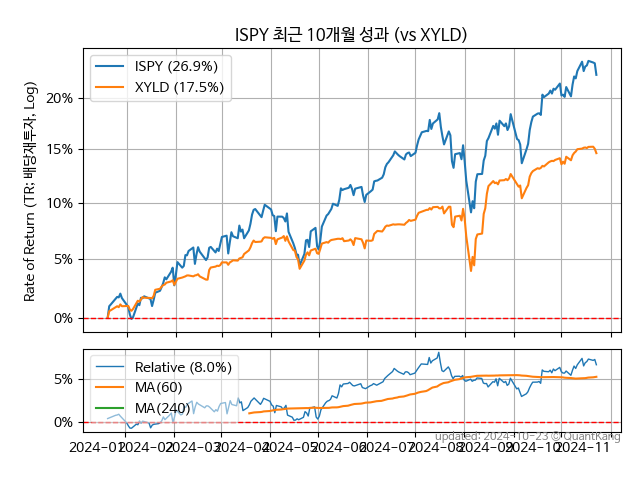 ISPY 최근 10개월 성과 (vs XYLD)
Rate of Return (TR: 배당재투자, Log)
ISPY (26.9%)
XYLD (17.5%)
20%
15%
10%
5%
0%
Relative (8.0%)
MA(60)
MA(240)
5%
0%
2024-01 2024-02 2024-03 2024-04 2024-05 2024-06 2024-07 2024-08 2024-09 2024-10 2024-11
updated: 2024-10-23 © QuantKang